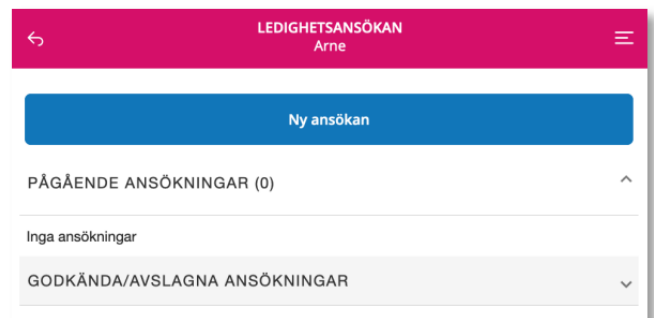 LEDIGHETSANSÖKAN
Arne
Ny ansökan
PÅGÅENDE ANSÖKNINGAR (0)
Inga ansökningar
GODKÄNDA/AVSLAGNA ANSÖKNINGAR